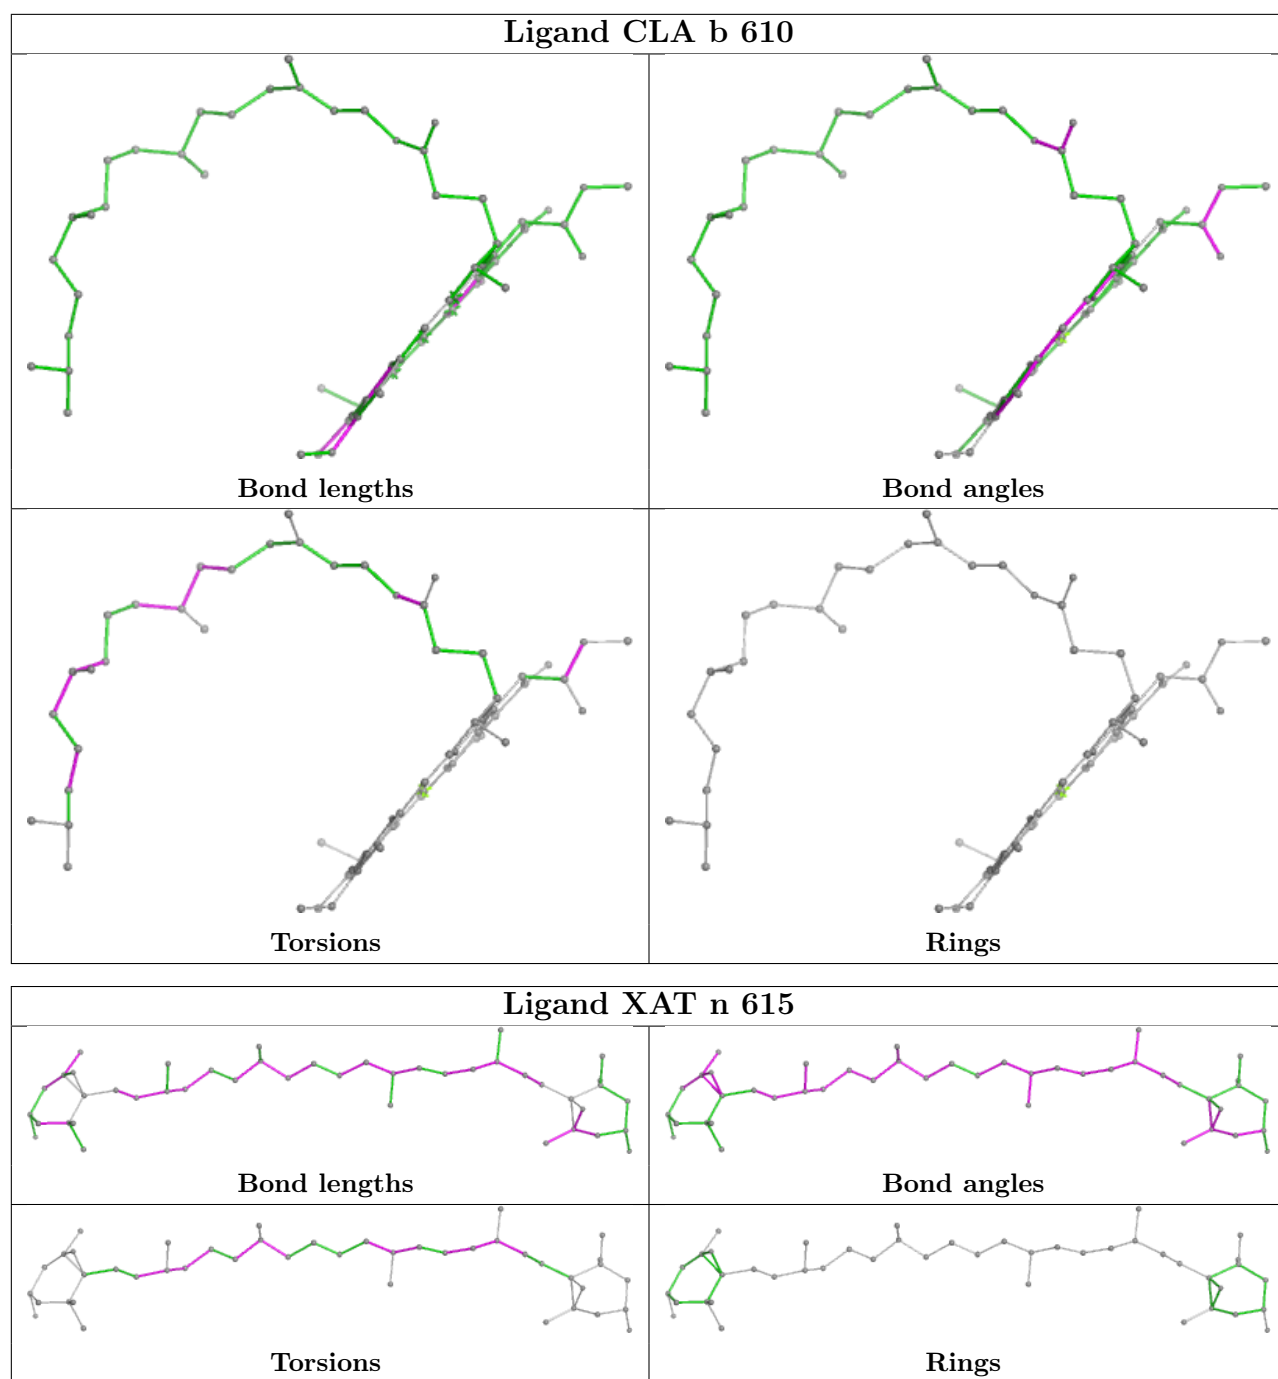 Ligand CLA b 610
Bond lengths
Bond angles
Torsions
Rings
Ligand XAT n 615
Bond lengths
Bond angles
Torsions
Rings